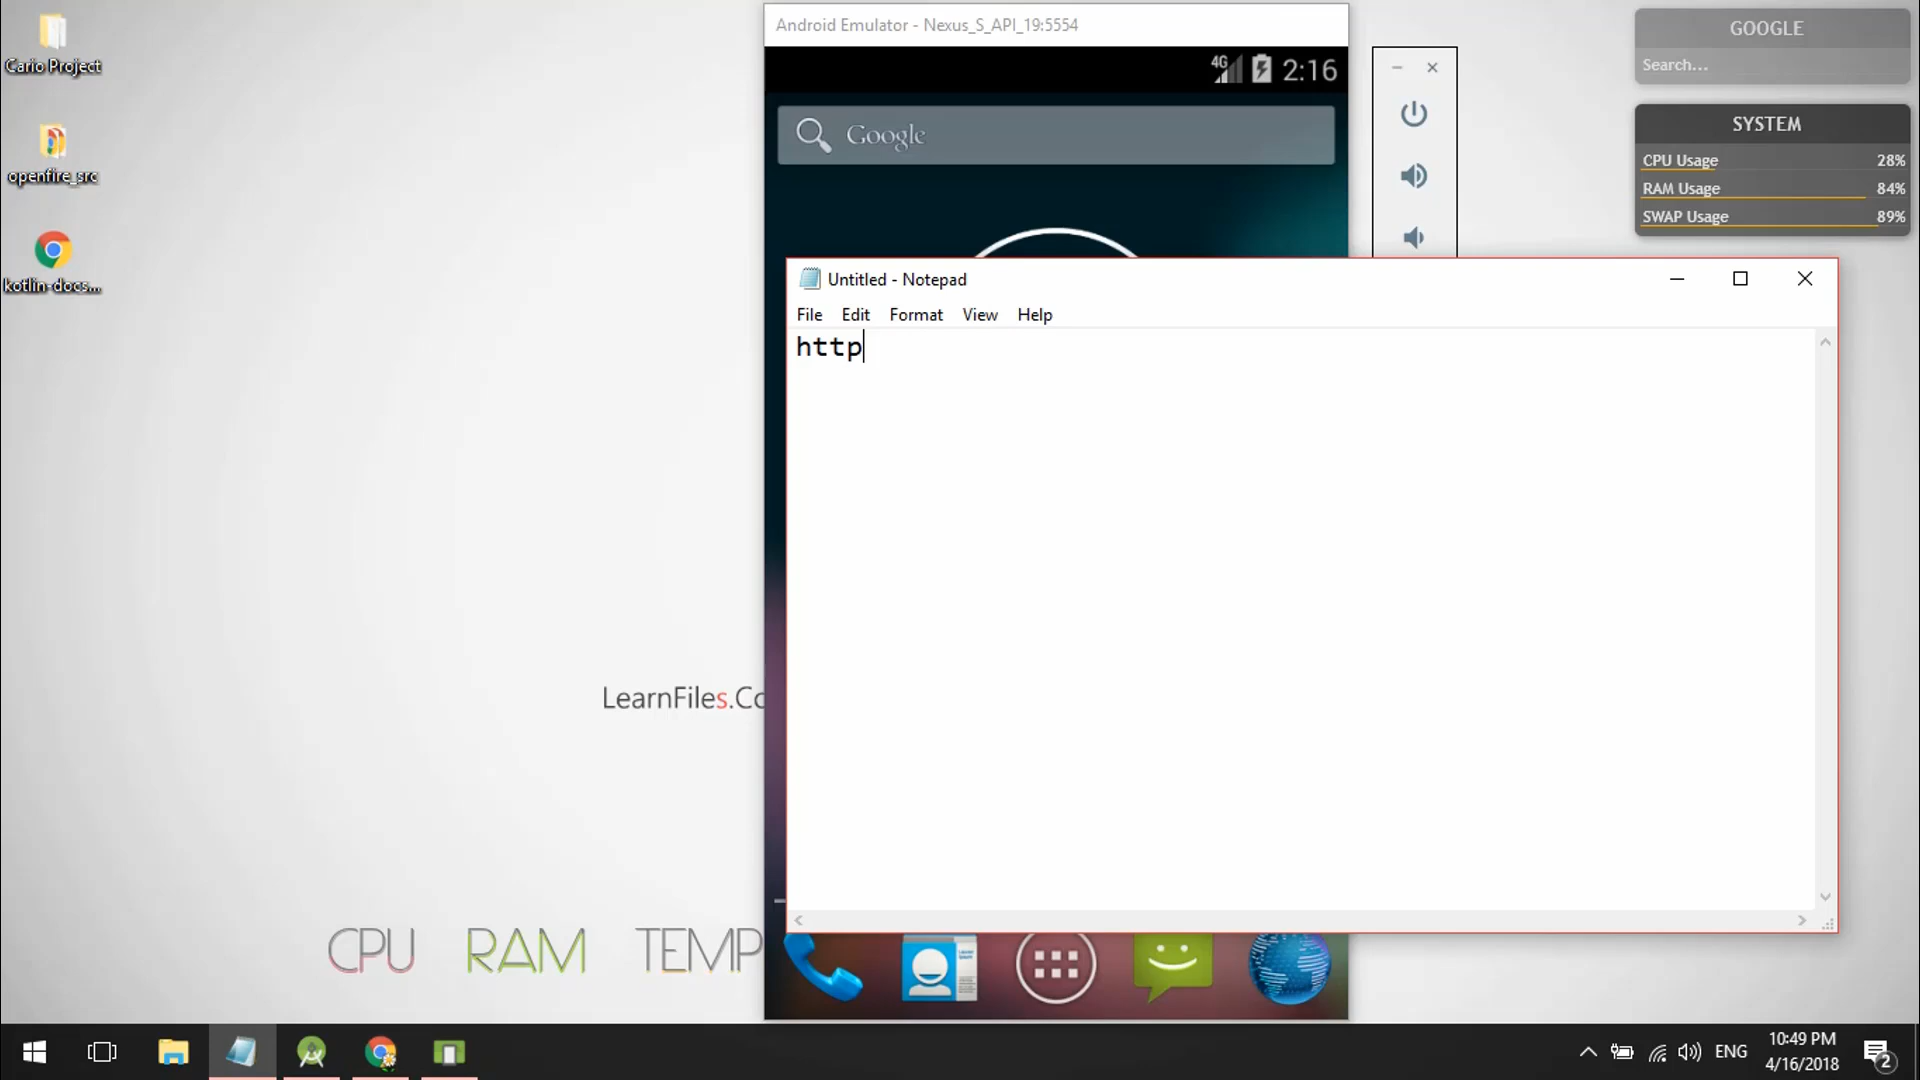 Cario Project
openfire_src
kotlin-docs...
Android Emulator - Nexus_S_API_19:5554
4G 2:16
Google
GOOGLE
Search...
SYSTEM
CPU Usage 28%
RAM Usage 84%
SWAP Usage 89%
Untitled - Notepad
File Edit Format View Help
http
LearnFiles.Co
CPU RAM TEMP
ENG
10:49 PM
4/16/2018
2